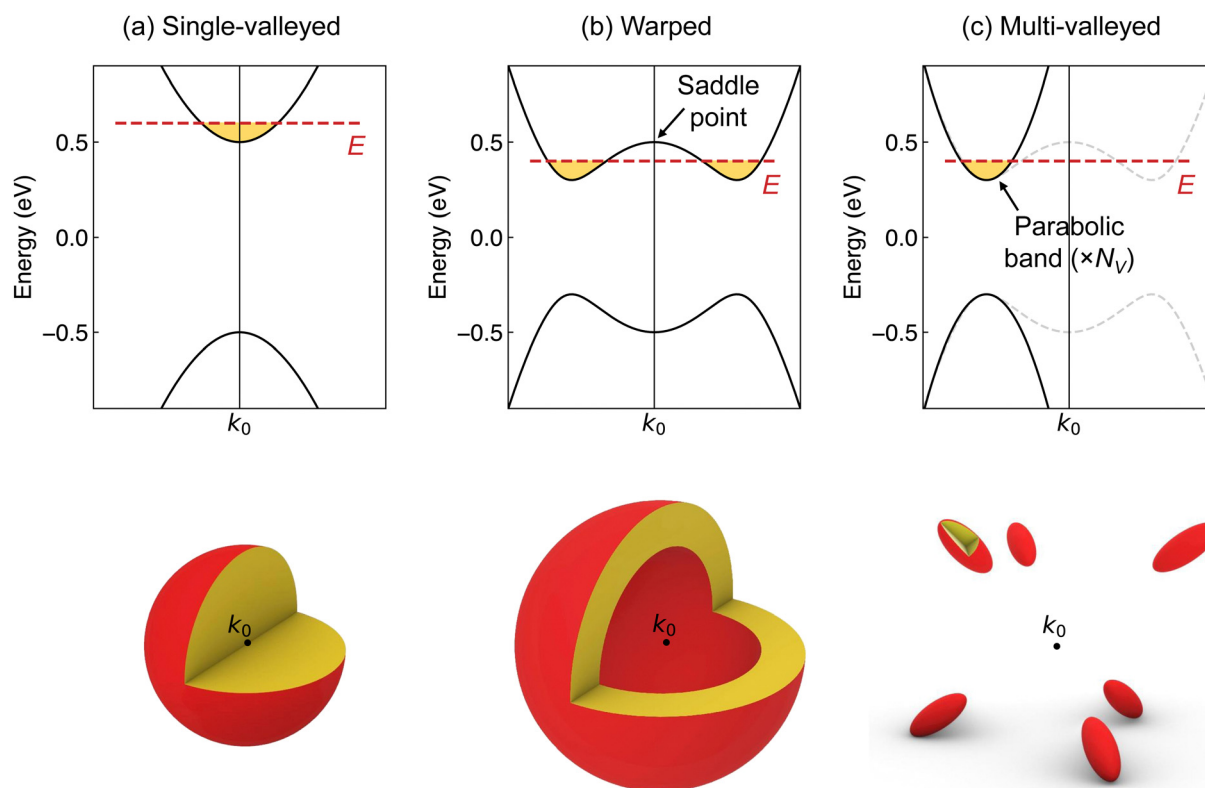 (a) Single-valleyed
(b) Warped
(c) Multi-valleyed
Energy (eV)
0.5
0.0
−0.5
E
k₀
Energy (eV)
0.5
0.0
−0.5
Saddle
point
E
k₀
Energy (eV)
0.5
0.0
−0.5
E
Parabolic
band (×N_V)
k₀
k₀
k₀
k₀